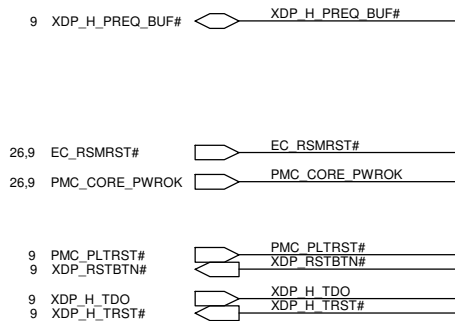 9 XDP_H_PREQ_BUF# XDP_H_PREQ_BUF#
26,9 EC_RSMRST# EC_RSMRST#
26,9 PMC_CORE_PWROK PMC_CORE_PWROK
9 PMC_PLTRST# PMC_PLTRST#
9 XDP_RSTBTN# XDP_RSTBTN#
9 XDP_H_TDO XDP_H_TDO
9 XDP_H_TRST# XDP_H_TRST#